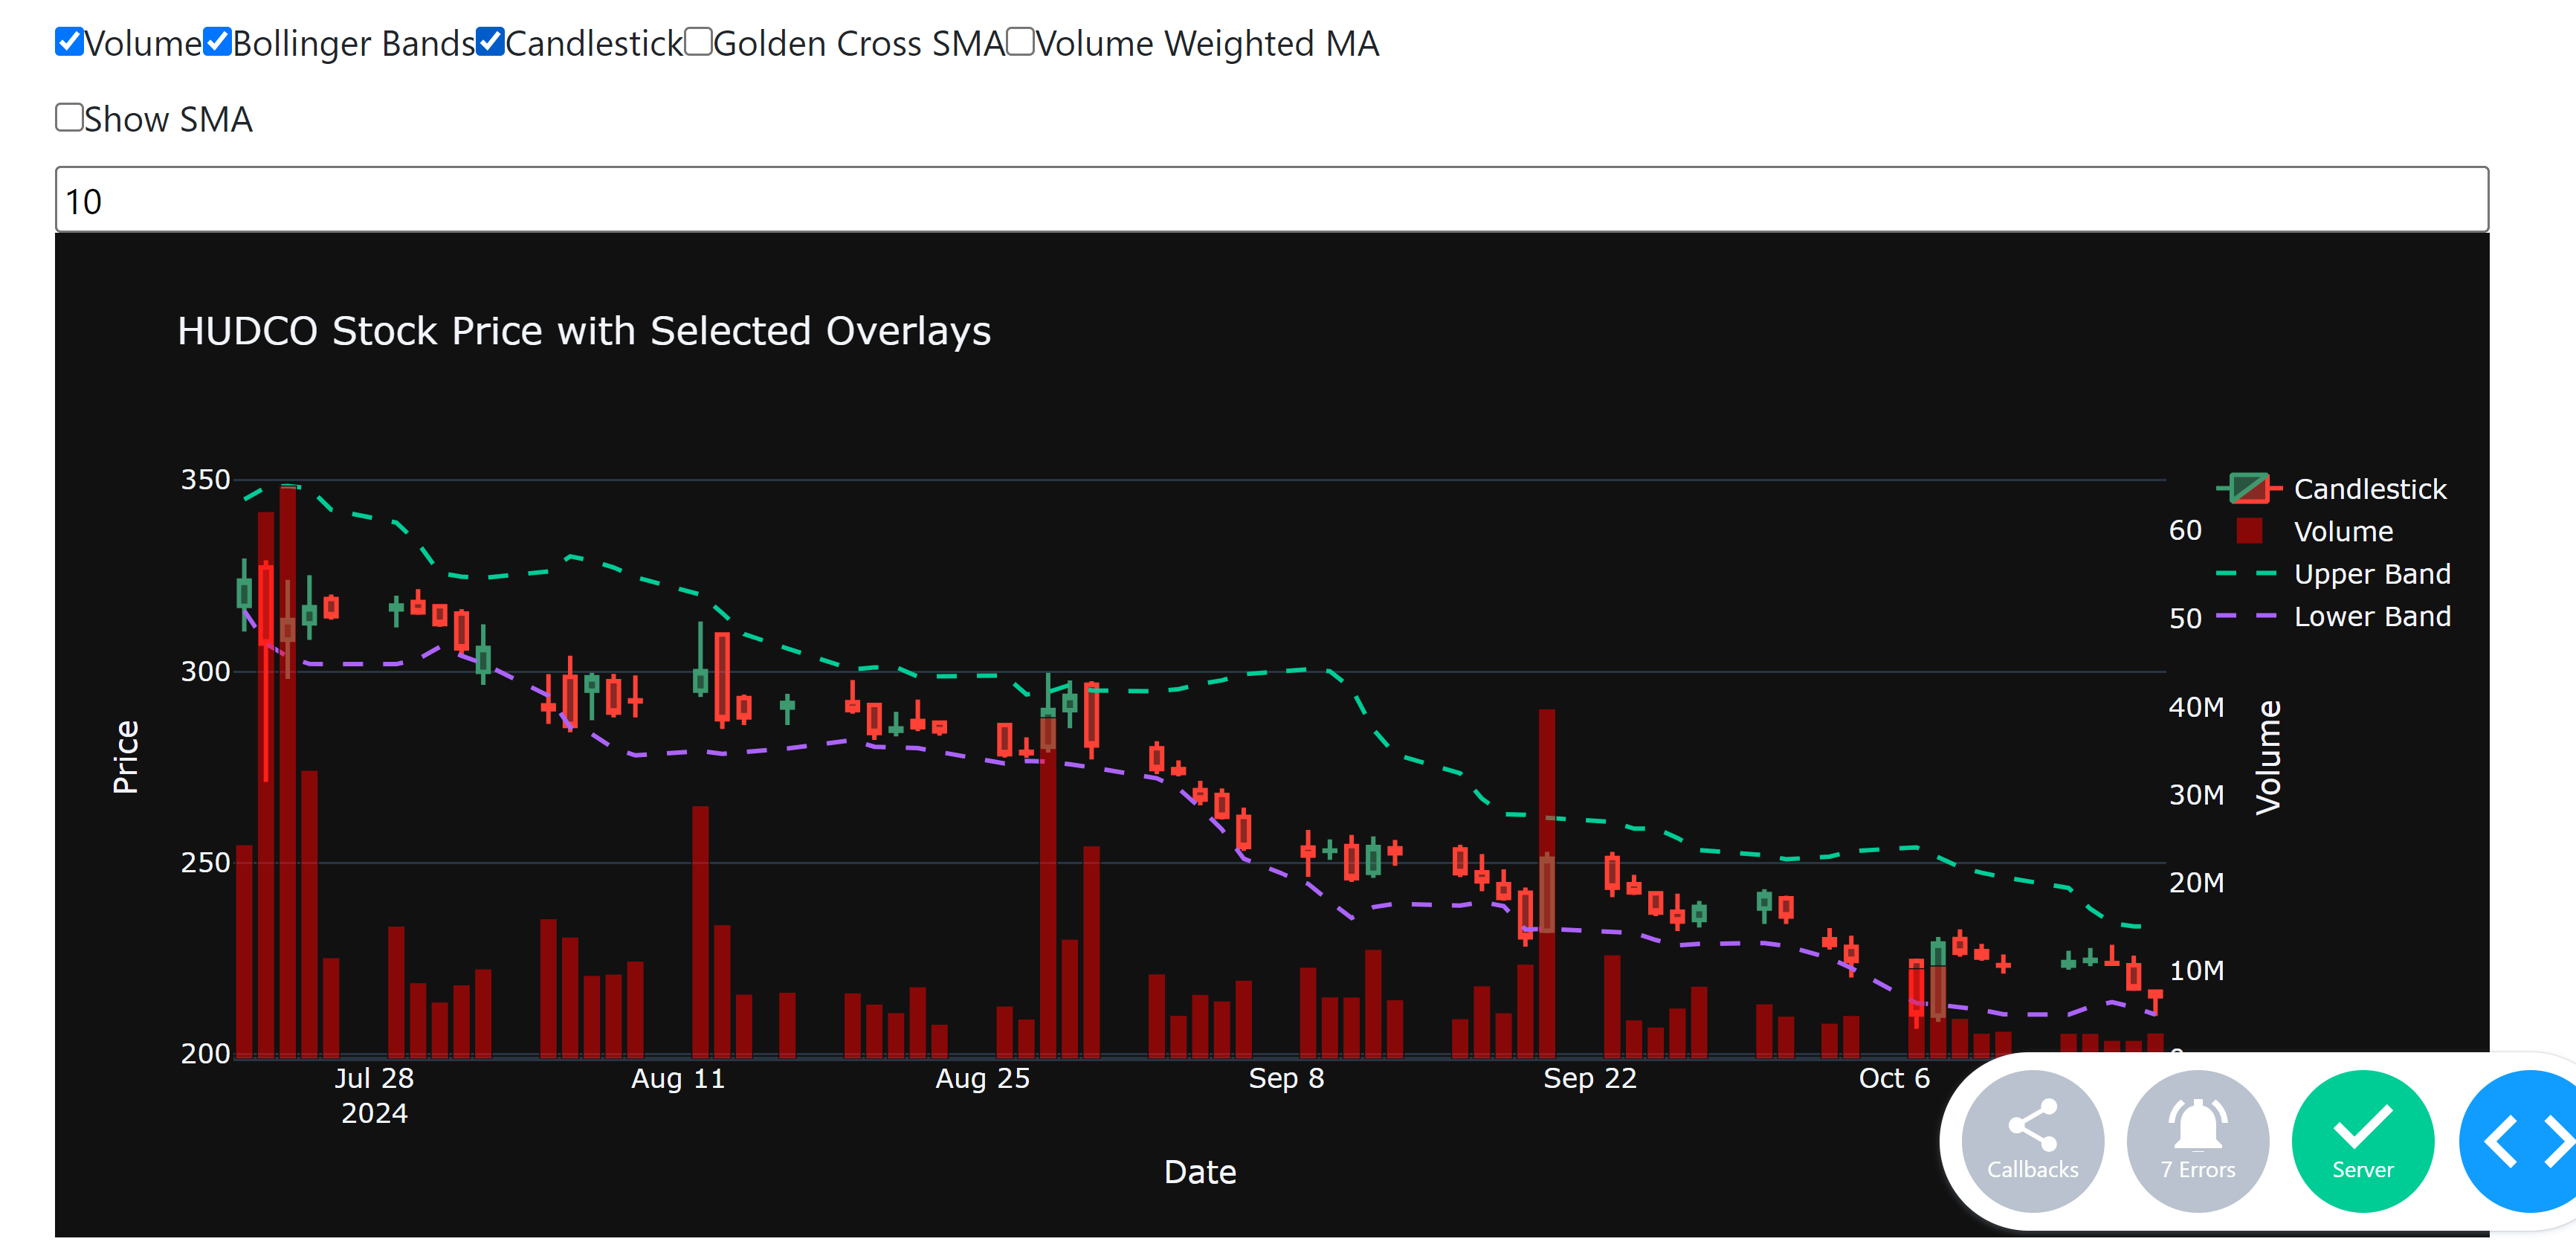 Volume Bollinger Bands Candlestick Golden Cross SMA Volume Weighted MA
Show SMA
10
HUDCO Stock Price with Selected Overlays
350
300
250
200
Price
Jul 28
2024
Aug 11
Aug 25
Sep 8
Sep 22
Oct 6
Date
60
50
40M
30M
20M
10M
Volume
Candlestick
Volume
Upper Band
Lower Band
Callbacks
7 Errors
Server